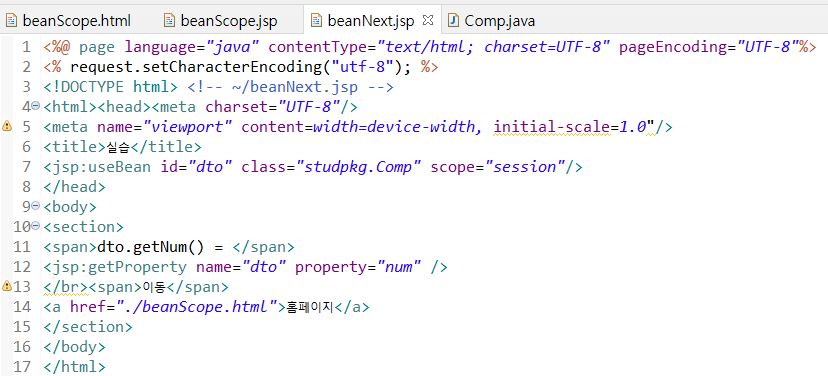 beanScope.html beanScope.jsp beanNext.jsp Comp.java
1 <%@ page language="java" contentType="text/html; charset=UTF-8" pageEncoding="UTF-8"%>
2 <% request.setCharacterEncoding("utf-8"); %>
3 <!DOCTYPE html> <!-- ~/beanNext.jsp -->
4 <html><head><meta charset="UTF-8"/>
5 <meta name="viewport" content=width=device-width, initial-scale=1.0"/>
6 <title>실습</title>
7 <jsp:useBean id="dto" class="studpkg.Comp" scope="session"/>
8 </head>
9 <body>
10 <section>
11 <span>dto.getNum() = </span>
12 <jsp:getProperty name="dto" property="num" />
13 </br><span>이동</span>
14 <a href="./beanScope.html">홈페이지</a>
15 </section>
16 </body>
17 </html>